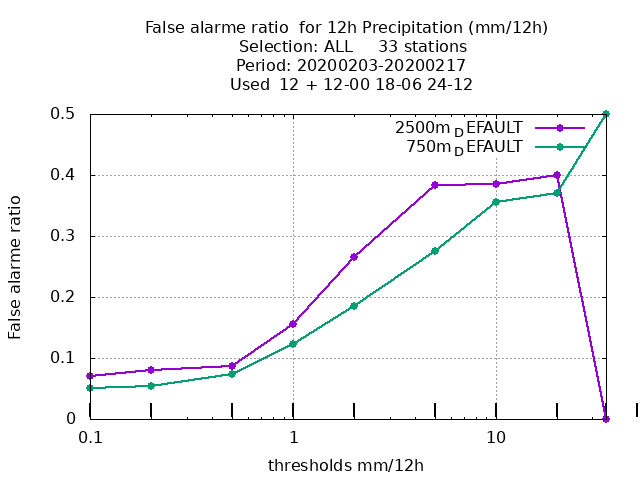 False alarme ratio  for 12h Precipitation (mm/12h)
Selection: ALL     33 stations
Period: 20200203-20200217
Used  12 + 12-00 18-06 24-12
2500m_DEFAULT
750m_DEFAULT
0.5
0.4
0.3
0.2
0.1
0
False alarme ratio
0.1
1
10
thresholds mm/12h